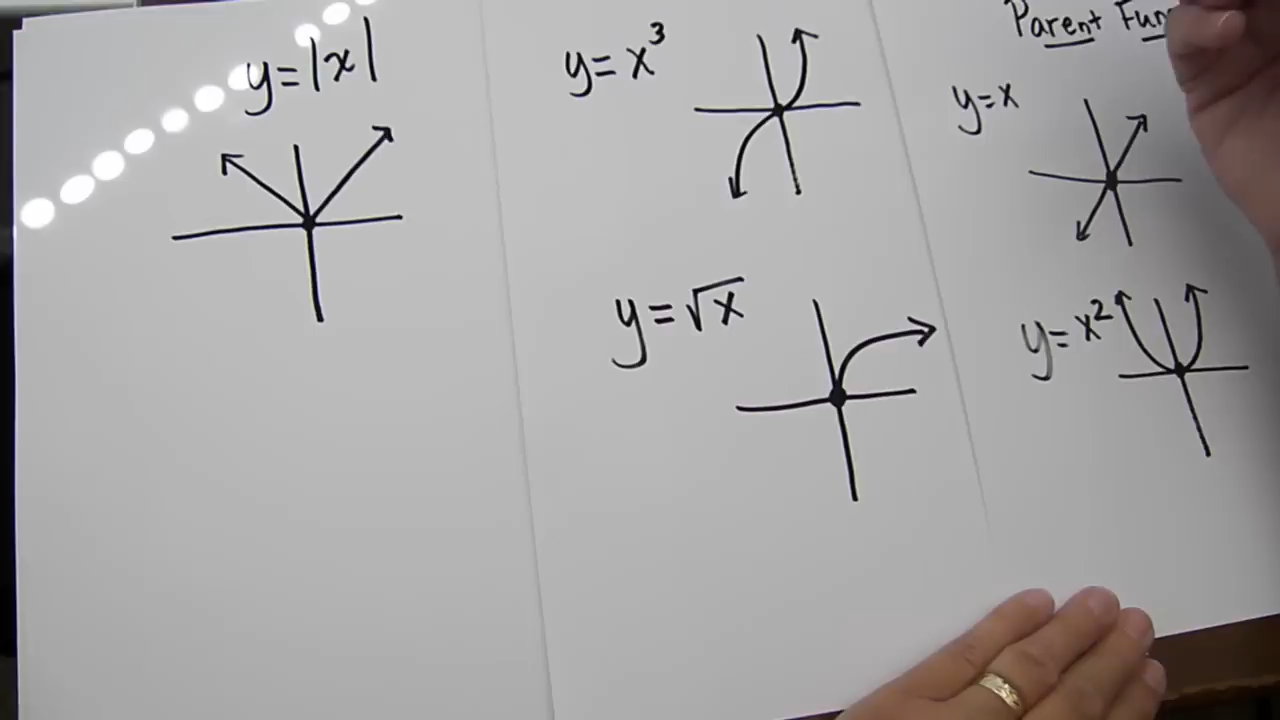 y=|x|
y=x³
y=√x
Parent
y=x
y=x²